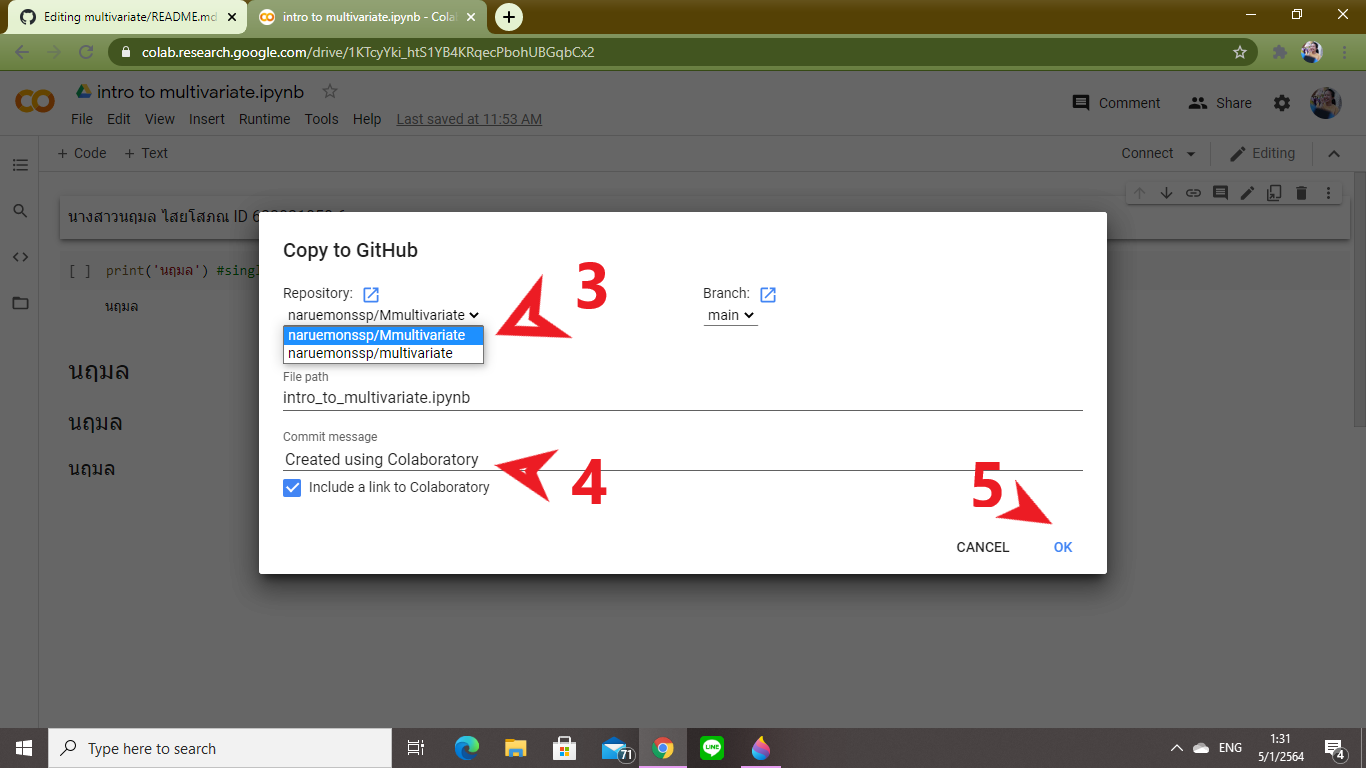 Editing multivariate/README.md
intro to multivariate.ipynb - Cola
colab.research.google.com/drive/1KTcyYki_htS1YB4KRqecPbohUBGqbCx2
intro to multivariate.ipynb
Comment
Share
File Edit View Insert Runtime Tools Help Last saved at 11:53 AM
+ Code + Text
Connect
Editing
นางสาวนฤมล ไสยโสภณ ID
[ ] print('นฤมล') #singl
นฤมล
นฤมล
นฤมล
นฤมล
Copy to GitHub
Repository:
Branch:
3
naruemonssp/Mmultivariate
main
naruemonssp/Mmultivariate
naruemonssp/multivariate
File path
intro_to_multivariate.ipynb
Commit message
Created using Colaboratory
4
Include a link to Colaboratory
5
CANCEL OK
Type here to search
71
LINE
ENG
1:31
5/1/2564
4